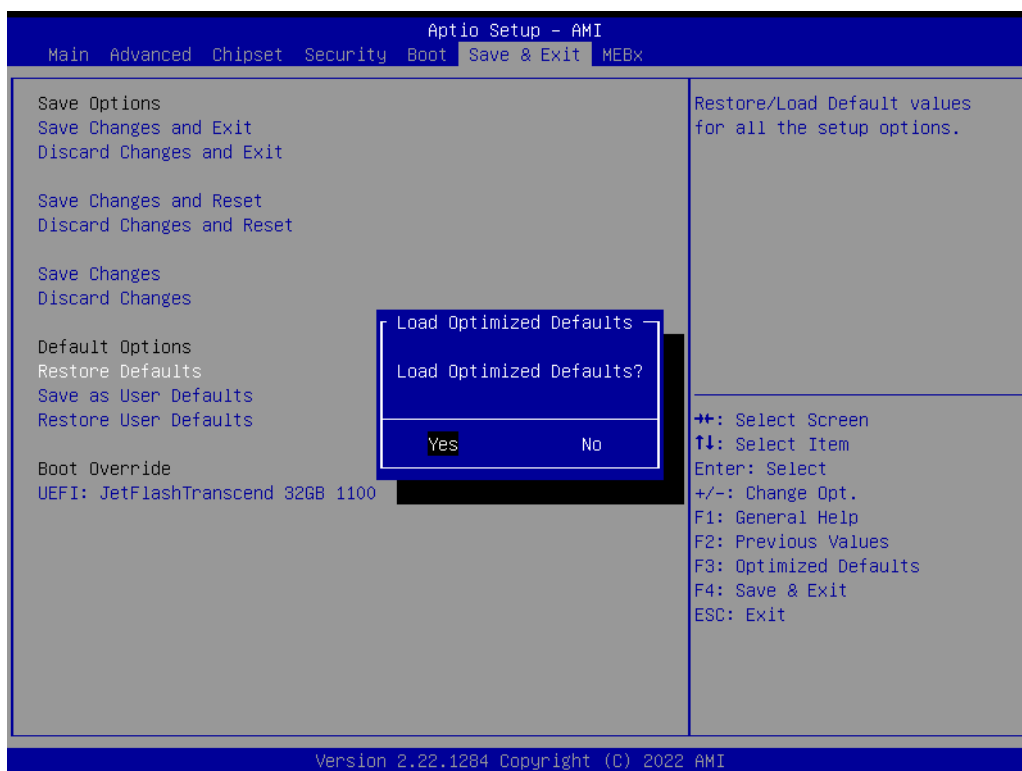 Aptio Setup - AMI
Main Advanced Chipset Security Boot Save & Exit MEBx
Save Options
Save Changes and Exit
Discard Changes and Exit
Save Changes and Reset
Discard Changes and Reset
Save Changes
Discard Changes
Default Options
Restore Defaults
Save as User Defaults
Restore User Defaults
Boot Override
UEFI: JetFlashTranscend 32GB 1100
Load Optimized Defaults
Load Optimized Defaults?
Yes No
Restore/Load Default values
for all the setup options.
→←: Select Screen
↑↓: Select Item
Enter: Select
+/-: Change Opt.
F1: General Help
F2: Previous Values
F3: Optimized Defaults
F4: Save & Exit
ESC: Exit
Version 2.22.1284 Copyright (C) 2022 AMI